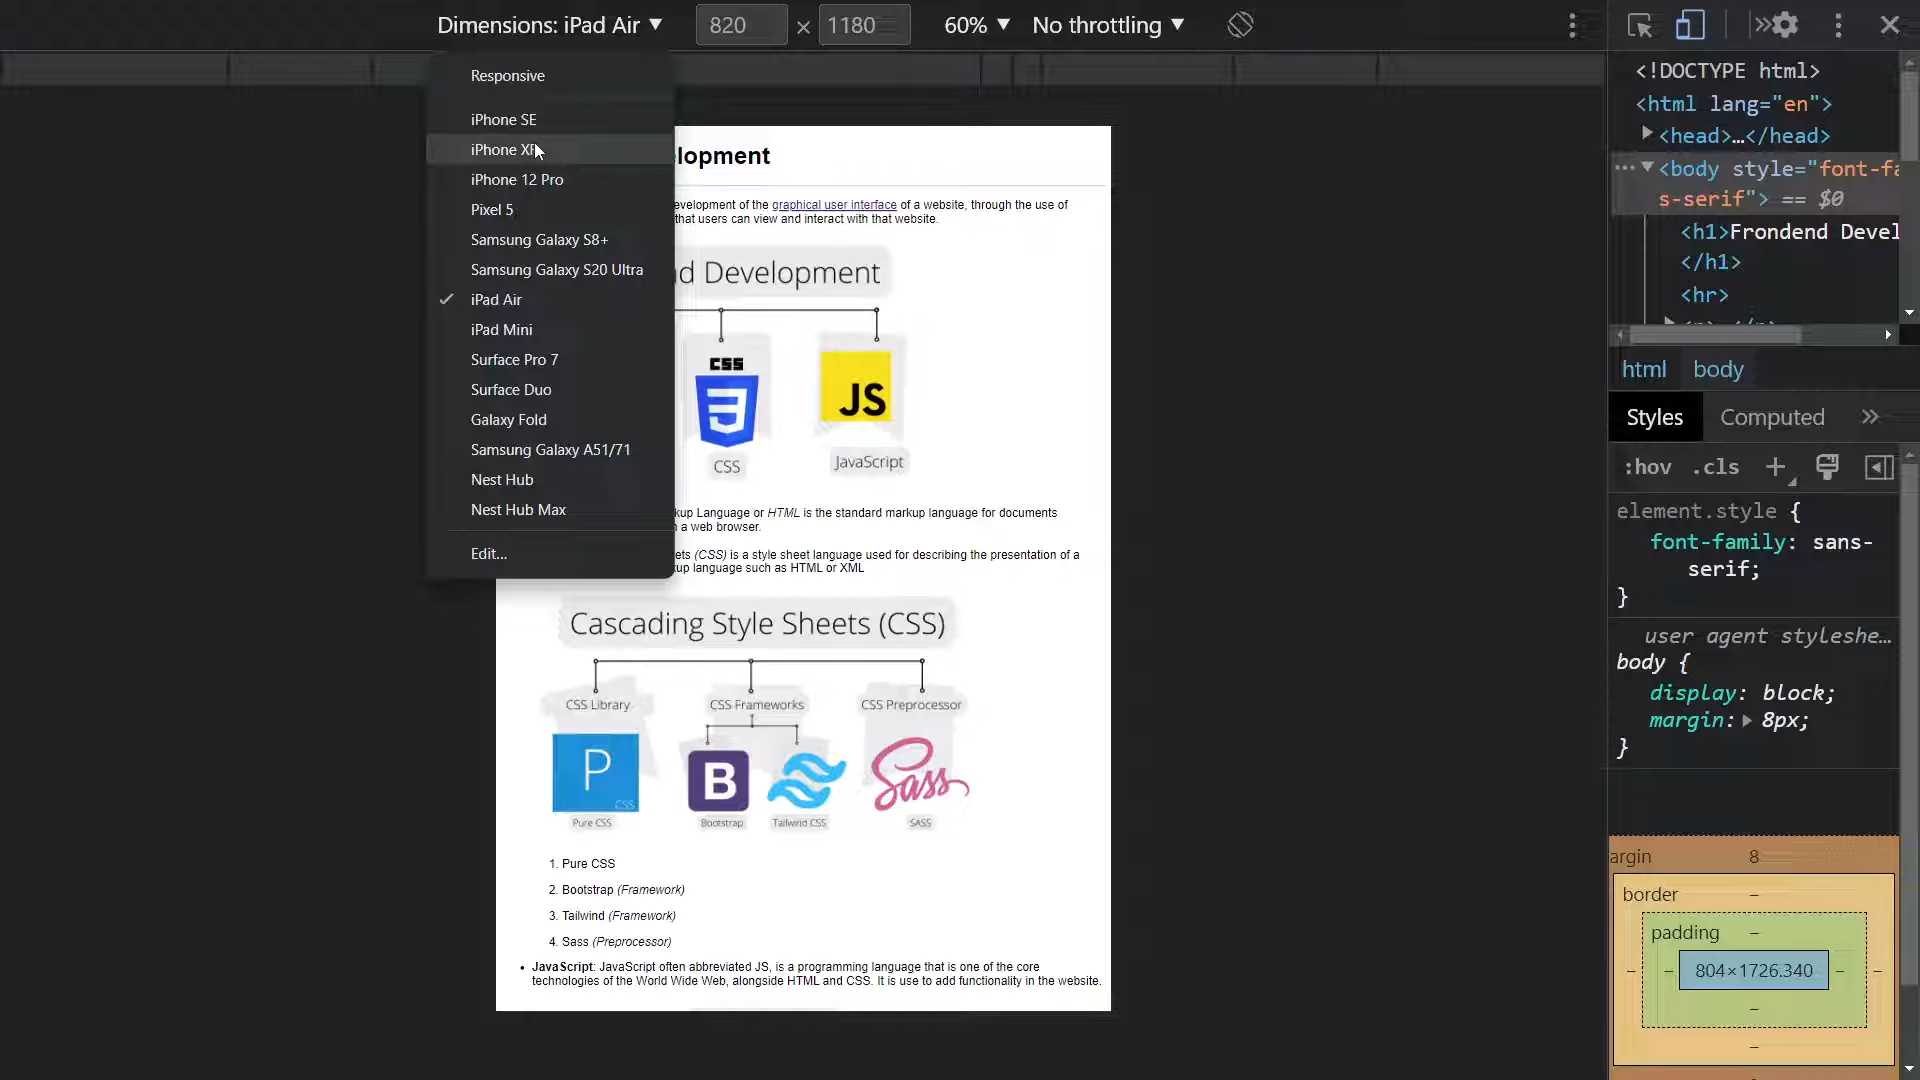 Dimensions: iPad Air ▼ 820 × 1180 60% ▼ No throttling ▼
Responsive
iPhone SE
iPhone XR
iPhone 12 Pro
Pixel 5
Samsung Galaxy S8+
Samsung Galaxy S20 Ultra
✓ iPad Air
iPad Mini
Surface Pro 7
Surface Duo
Galaxy Fold
Samsung Galaxy A51/71
Nest Hub
Nest Hub Max
Edit...
lopment
evelopment of the graphical user interface of a website, through the use of
that users can view and interact with that website.
d Development
CSS
JS
CSS
JavaScript
kup Language or HTML is the standard markup language for documents
a web browser.
ets (CSS) is a style sheet language used for describing the presentation of a
kup language such as HTML or XML
Cascading Style Sheets (CSS)
CSS Library CSS Frameworks CSS Preprocessor
P CSS B Sass
Pure CSS Bootstrap Tailwind CSS SASS
1. Pure CSS
2. Bootstrap (Framework)
3. Tailwind (Framework)
4. Sass (Preprocessor)
• JavaScript: JavaScript often abbreviated JS, is a programming language that is one of the core
technologies of the World Wide Web, alongside HTML and CSS. It is use to add functionality in the website.
<!DOCTYPE html>
<html lang="en">
<head>…</head>
<body style="font-fa
s-serif"> == $0
<h1>Frondend Devel
</h1>
<hr>
html body
Styles Computed
:hov .cls
element.style {
font-family: sans-
serif;
}
user agent styleshe…
body {
display: block;
margin: 8px;
}
argin 8
border –
padding –
– – 804×1726.340 – –
–
–